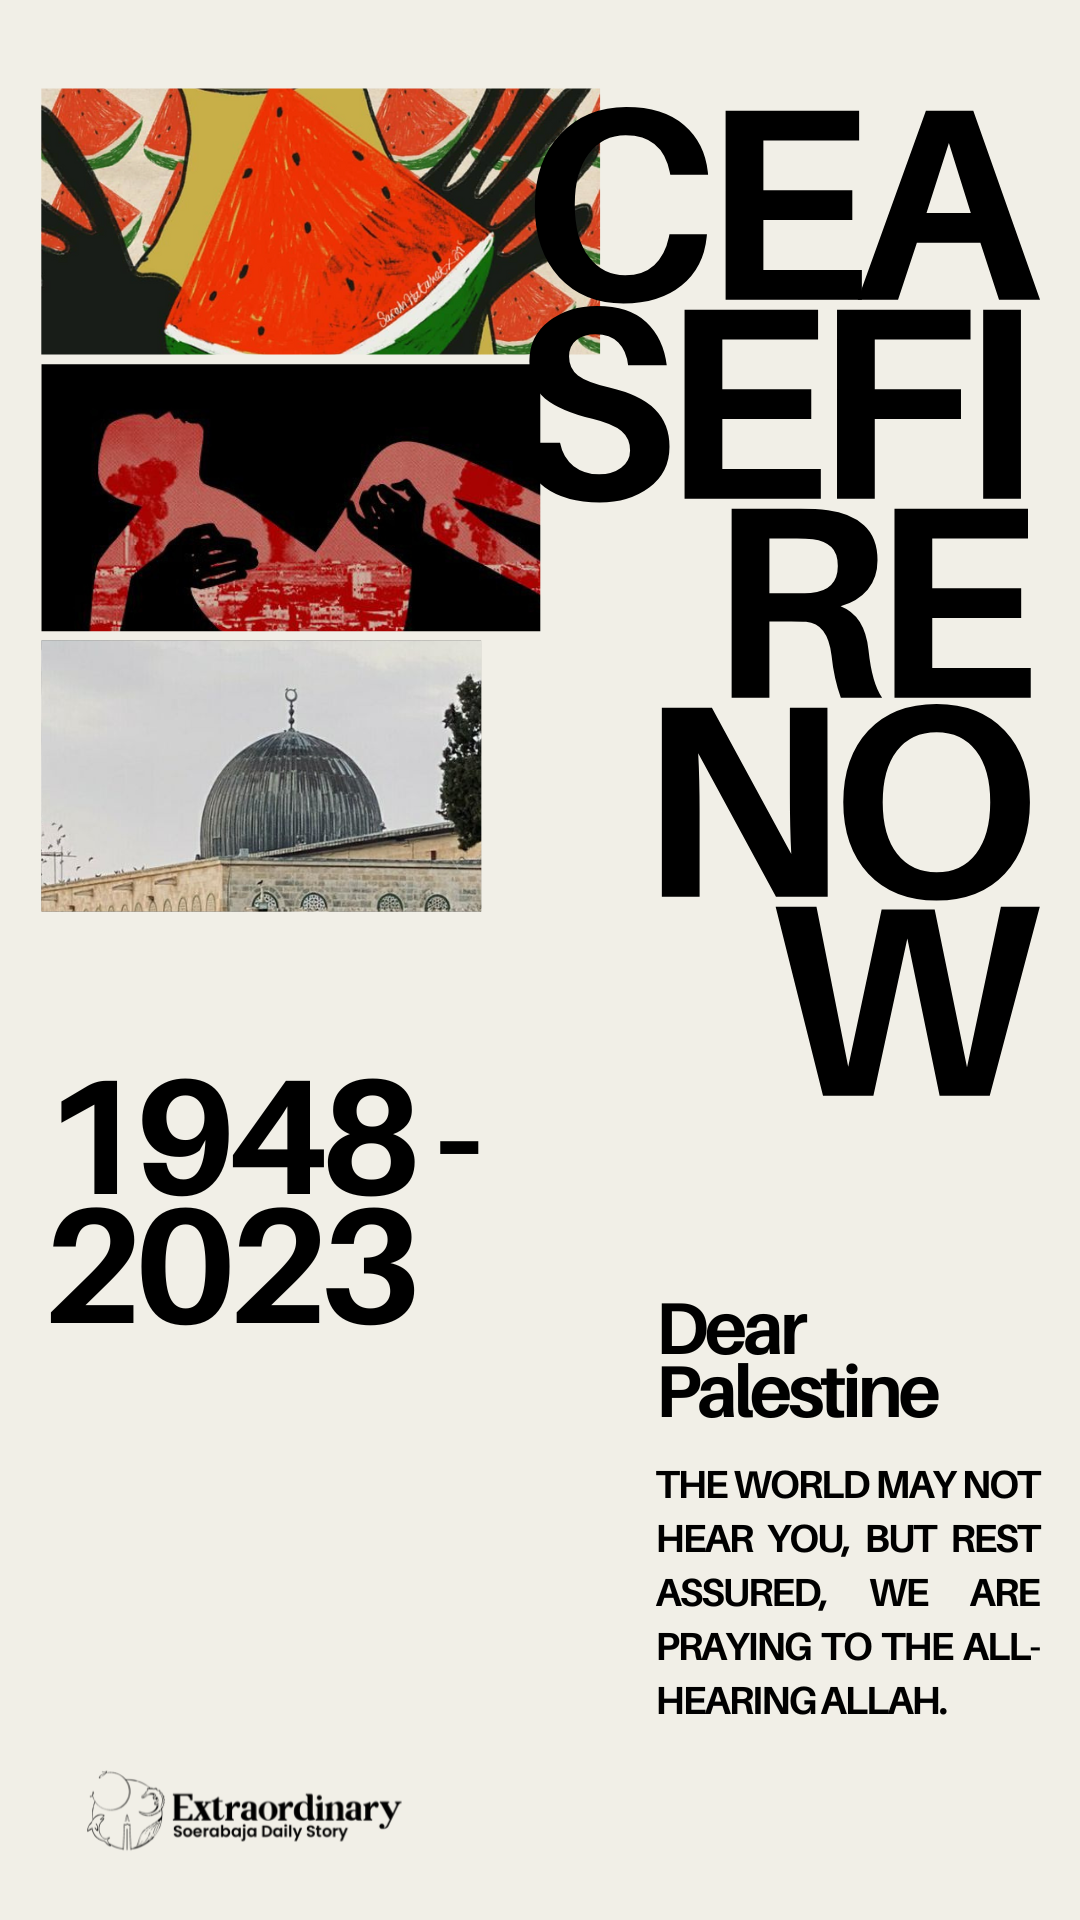 CEA
SEFI
RE
NO
W
1948-
2023
Dear
Palestine
THE WORLD MAY NOT
HEAR YOU, BUT REST
ASSURED, WE ARE
PRAYING TO THE ALL-
HEARING ALLAH.
Extraordinary
Soerabaja Daily Story